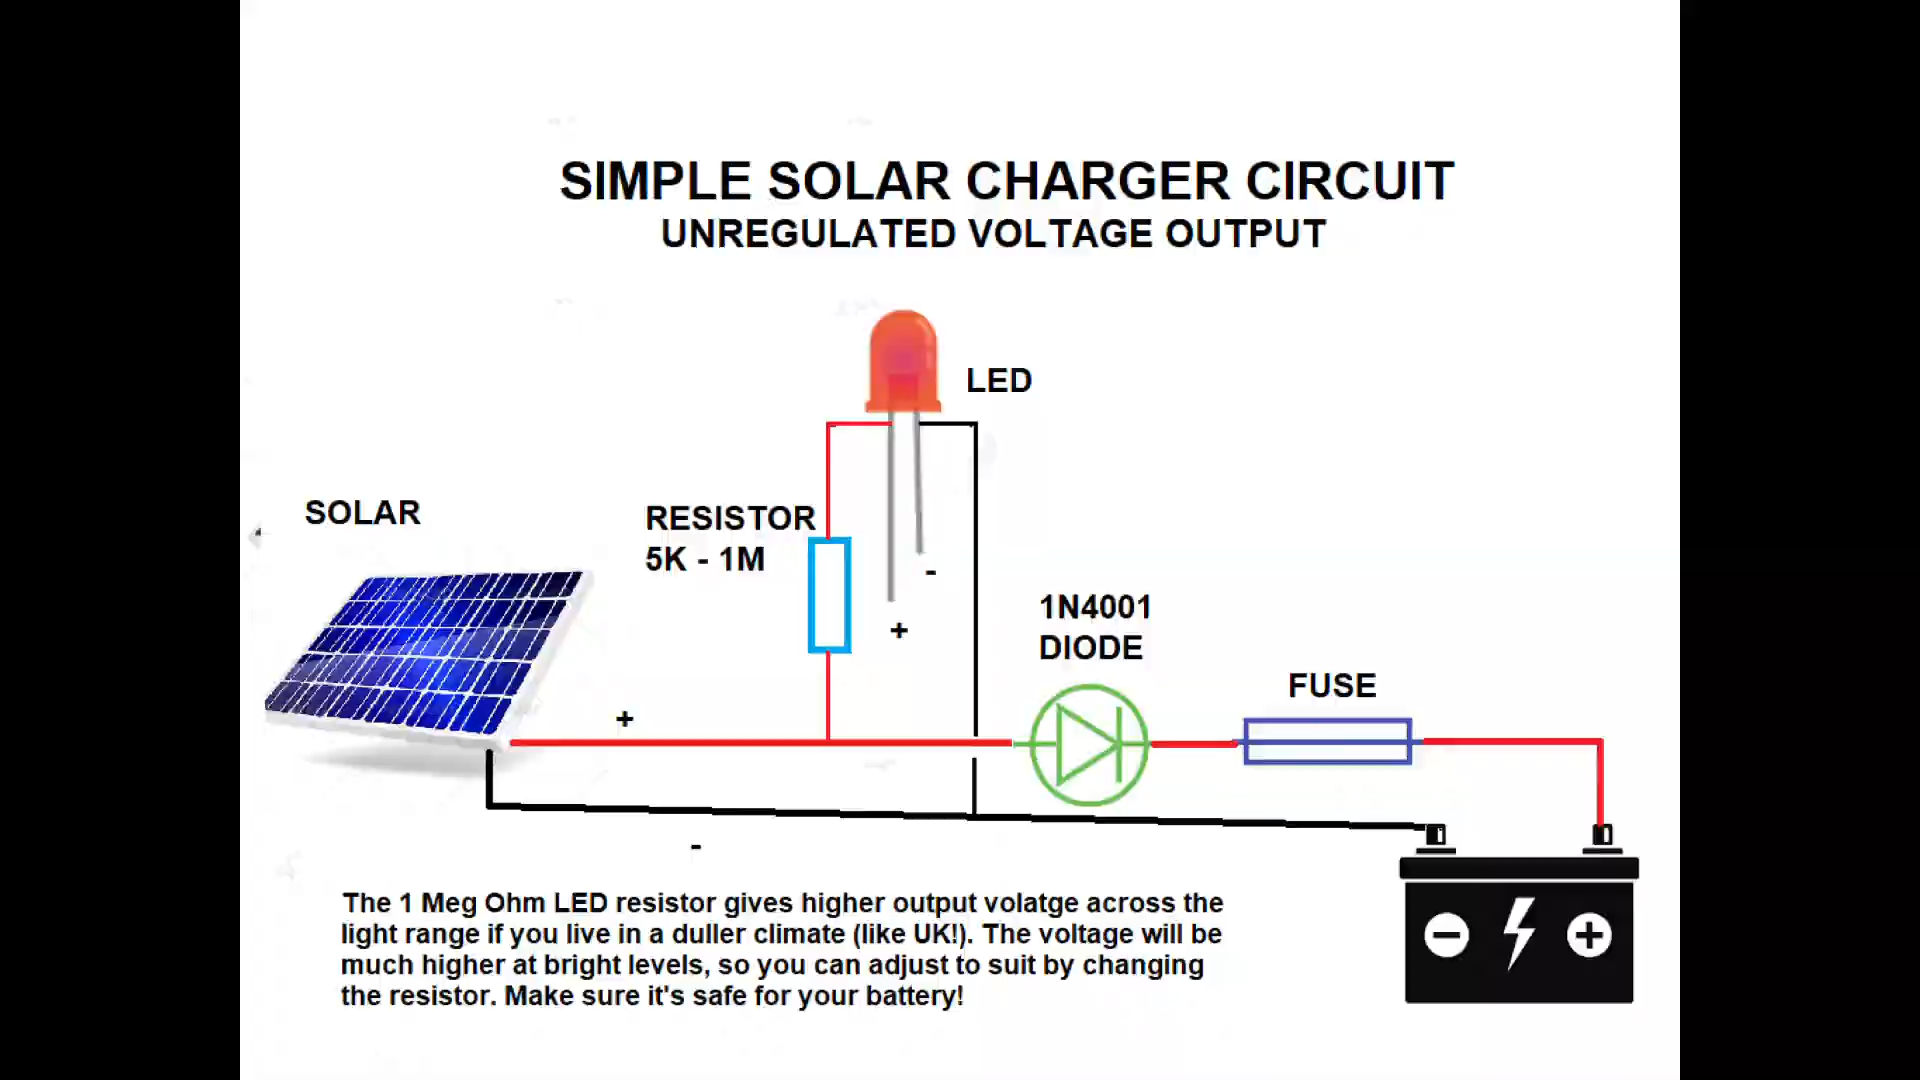 SIMPLE SOLAR CHARGER CIRCUIT
UNREGULATED VOLTAGE OUTPUT
LED
SOLAR
RESISTOR
5K - 1M
-
+
1N4001
DIODE
FUSE
+
-
The 1 Meg Ohm LED resistor gives higher output volatge across the
light range if you live in a duller climate (like UK!). The voltage will be
much higher at bright levels, so you can adjust to suit by changing
the resistor. Make sure it's safe for your battery!
- +